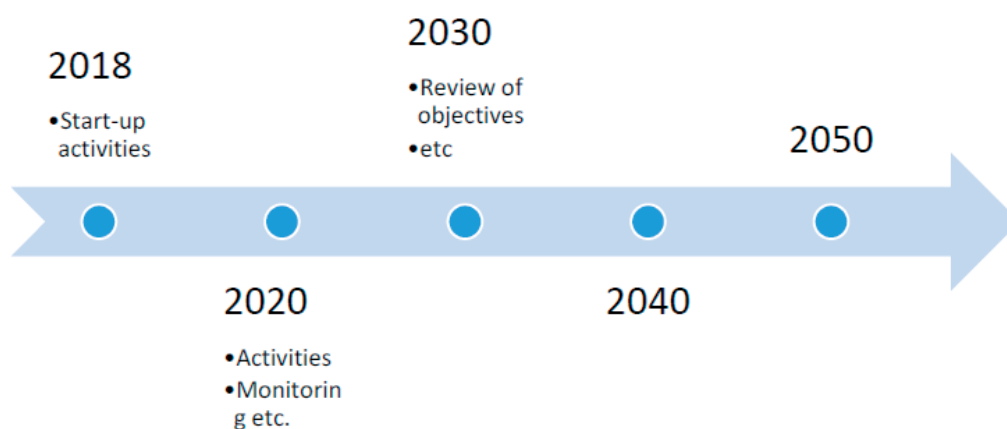 2018
•Start-up
activities
2020
•Activities
•Monitorin
g etc.
2030
•Review of
objectives
•etc
2040
2050